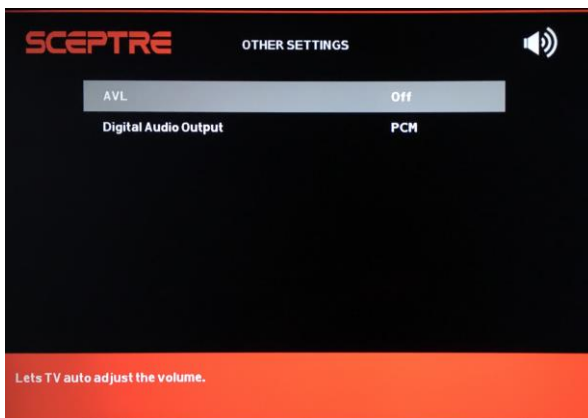 SCEPTRE
OTHER SETTINGS
AVL Off
Digital Audio Output PCM
Lets TV auto adjust the volume.